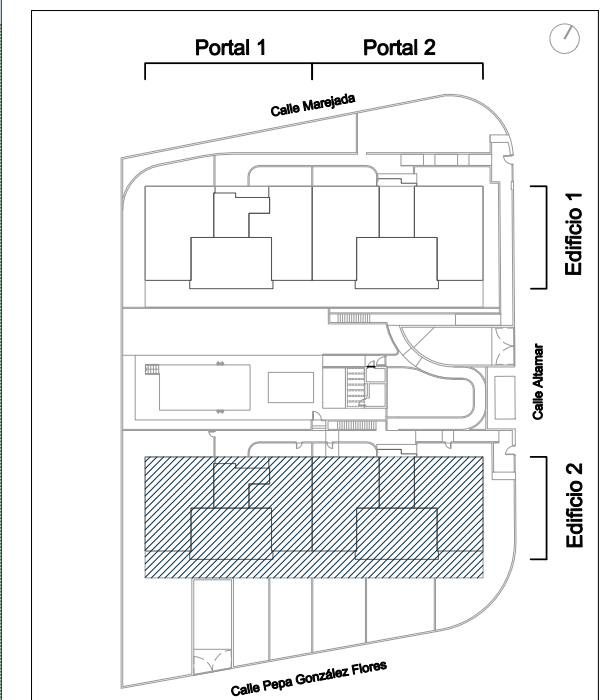 Portal 1
Portal 2
Calle Marejada
Edificio 1
Calle Altamar
Edificio 2
Calle Pepa González Flores